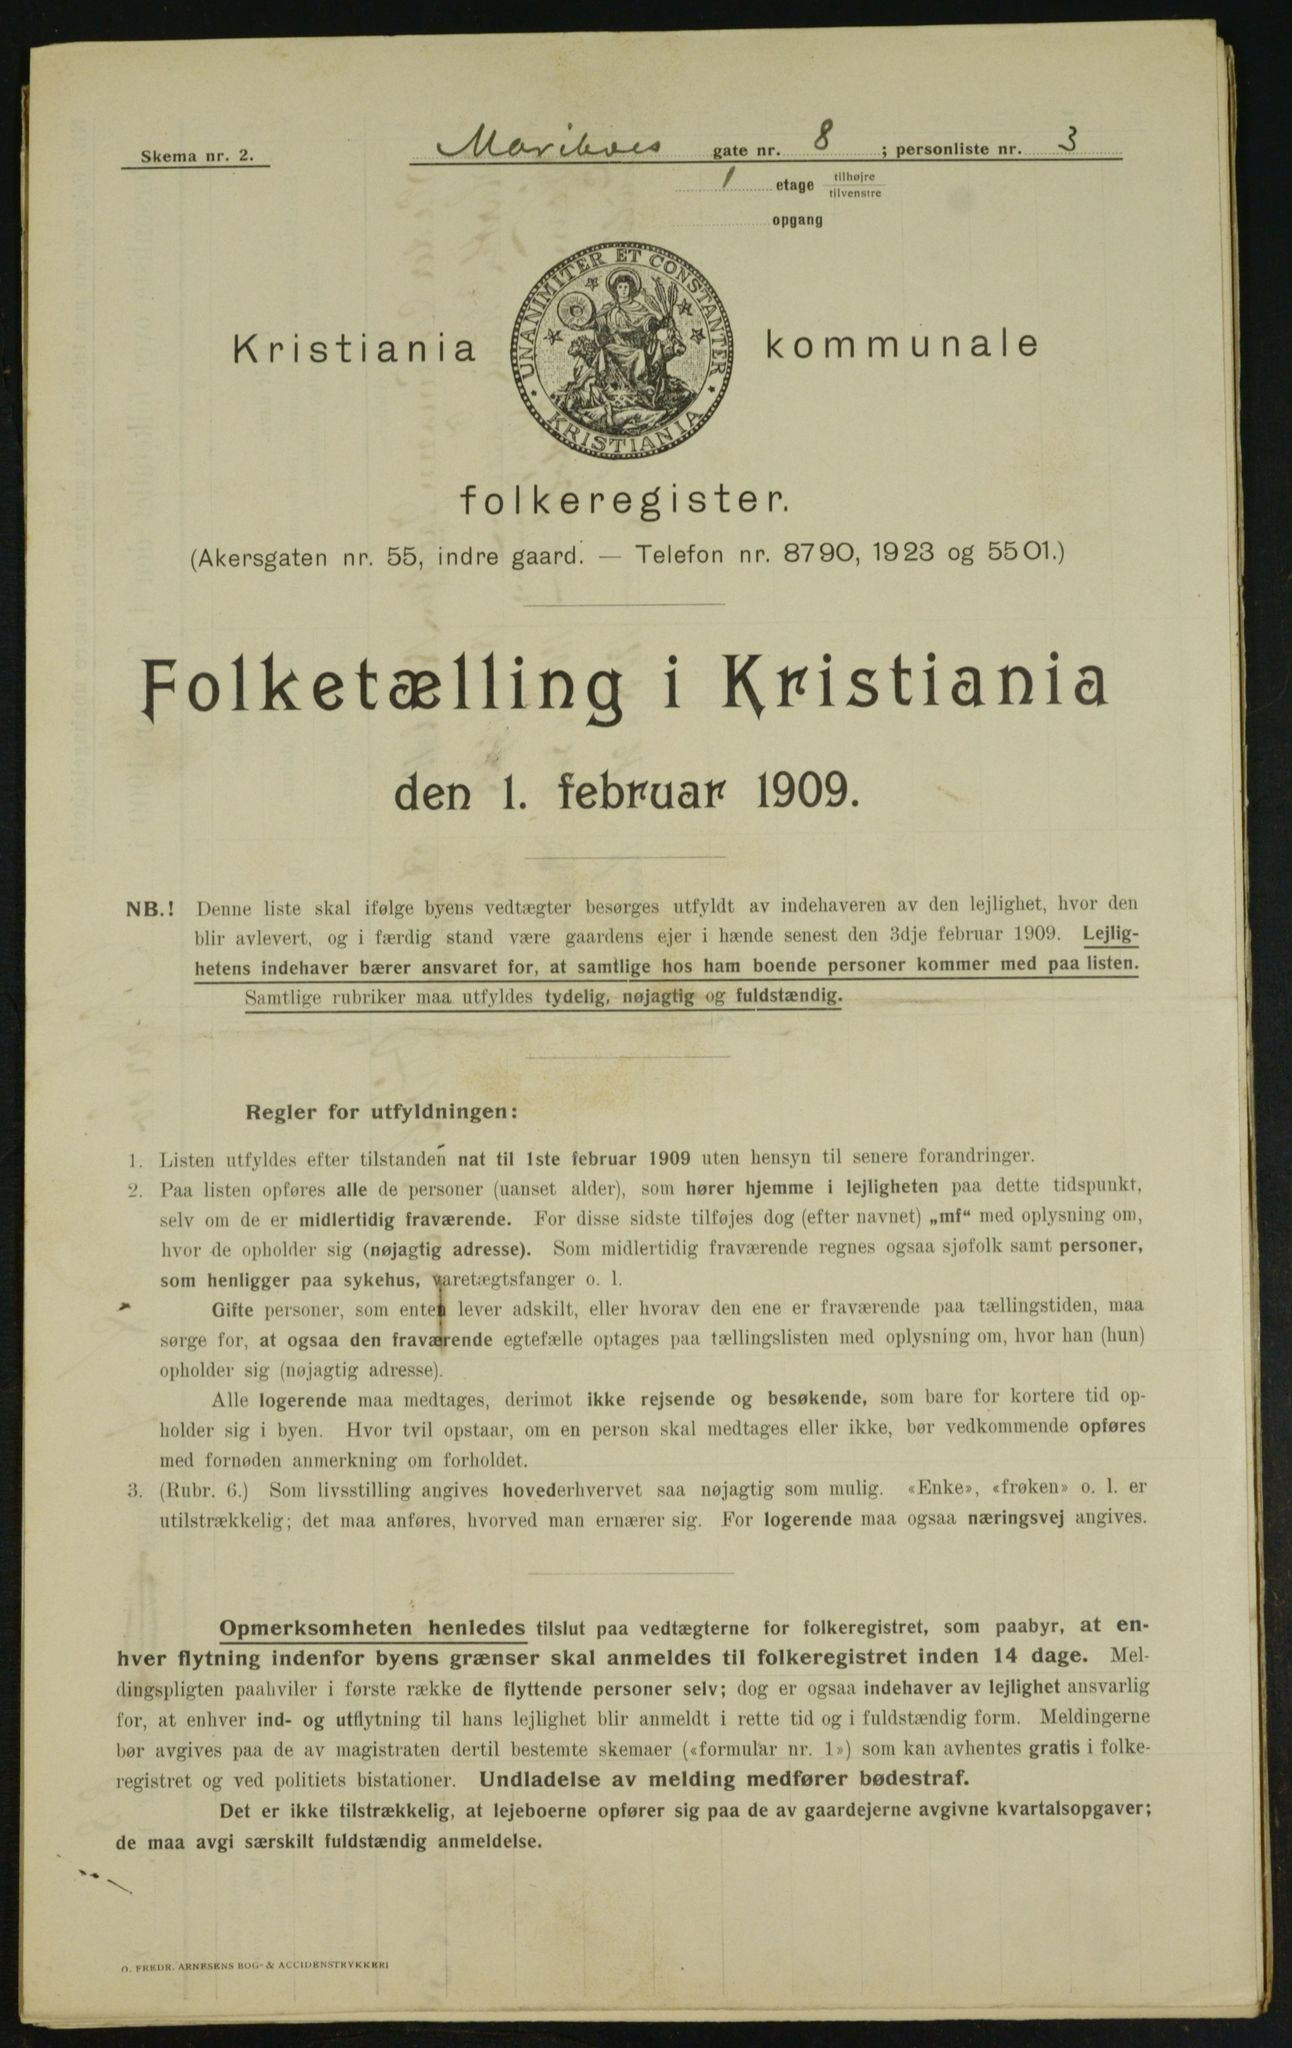 Skema nr. 2.
Mariboes gate nr. 8 ; personliste nr. 3
1 etage tilhøjre
tilvenstre
opgang
UNANIMITER ET CONSTANTER
KRISTIANIA
Kristiania kommunale
folkeregister.
(Akersgaten nr. 55, indre gaard. — Telefon nr. 8790, 1923 og 5501.)
Folketælling i Kristiania
den 1. februar 1909.
NB.! Denne liste skal ifølge byens vedtægter besørges utfyldt av indehaveren av den lejlighet, hvor den
blir avlevert, og i færdig stand være gaardens ejer i hænde senest den 3dje februar 1909. Lejlig-
hetens indehaver bærer ansvaret for, at samtlige hos ham boende personer kommer med paa listen.
Samtlige rubriker maa utfyldes tydelig, nøjagtig og fuldstændig.
Regler for utfyldningen:
1. Listen utfyldes efter tilstanden nat til 1ste februar 1909 uten hensyn til senere forandringer.
2. Paa listen opføres alle de personer (uanset alder), som hører hjemme i lejligheten paa dette tidspunkt,
selv om de er midlertidig fraværende. For disse sidste tilføjes dog (efter navnet) „mf“ med oplysning om,
hvor de opholder sig (nøjagtig adresse). Som midlertidig fraværende regnes ogsaa sjøfolk samt personer,
som henligger paa sykehus, varetægtsfanger o. l.
Gifte personer, som enten lever adskilt, eller hvorav den ene er fraværende paa tællingstiden, maa
sørge for, at ogsaa den fraværende egtefælle optages paa tællingslisten med oplysning om, hvor han (hun)
opholder sig (nøjagtig adresse).
Alle logerende maa medtages, derimot ikke rejsende og besøkende, som bare for kortere tid op-
holder sig i byen. Hvor tvil opstaar, om en person skal medtages eller ikke, bør vedkommende opføres
med fornøden anmerkning om forholdet.
3. (Rubr. 6.) Som livsstilling angives hovederhvervet saa nøjagtig som mulig. «Enke», «frøken» o. l. er
utilstrækkelig; det maa anføres, hvorved man ernærer sig. For logerende maa ogsaa næringsvej angives.
Opmerksomheten henledes tilslut paa vedtægterne for folkeregistret, som paabyr, at en-
hver flytning indenfor byens grænser skal anmeldes til folkeregistret inden 14 dage. Mel-
dingspligten paahviler i første række de flyttende personer selv; dog er ogsaa indehaver av lejlighet ansvarlig
for, at enhver ind- og utflytning til hans lejlighet blir anmeldt i rette tid og i fuldstændig form. Meldingerne
bør avgives paa de av magistraten dertil bestemte skemaer («formular nr. 1») som kan avhentes gratis i folke-
registret og ved politiets bistationer. Undladelse av melding medfører bødestraf.
Det er ikke tilstrækkelig, at lejeboerne opfører sig paa de av gaardejerne avgivne kvartalsopgaver;
de maa avgi særskilt fuldstændig anmeldelse.
O. FREDR. ARNESENS BOG- & ACCIDENSTRYKKERI